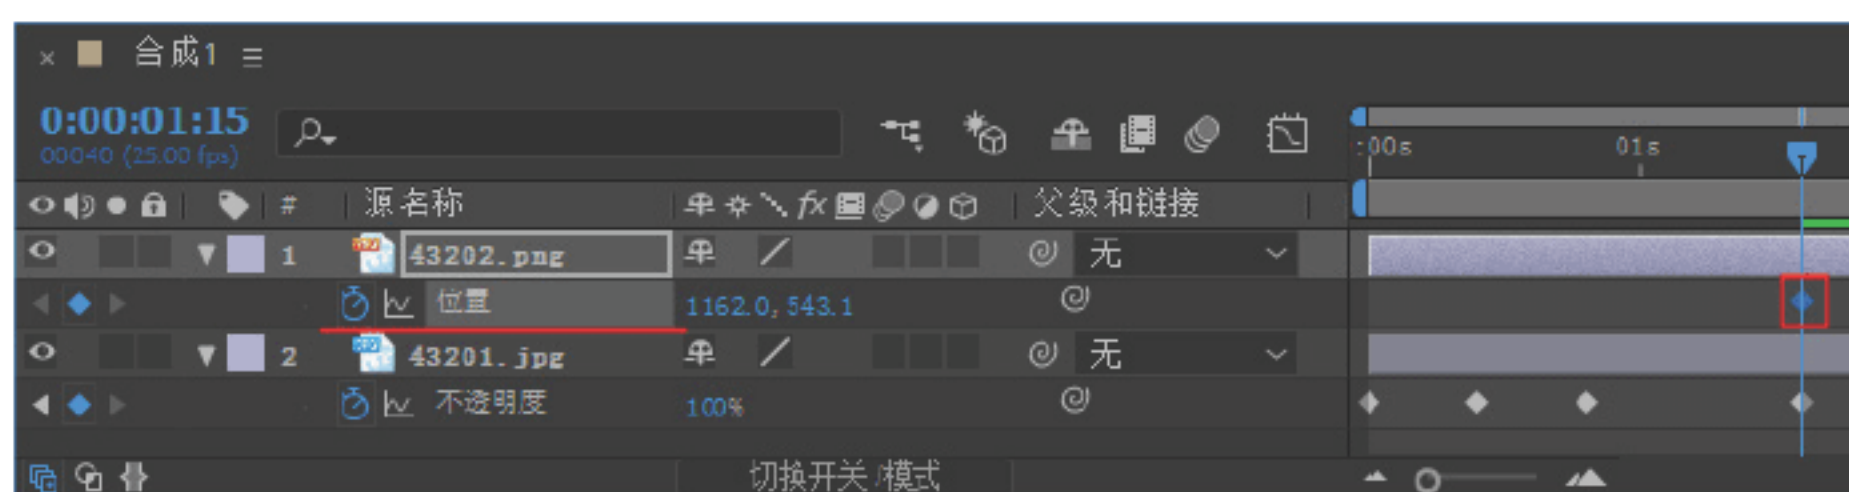 合成1
0:00:01:15
00040 (25.00 fps)
:00s 01s
# 源名称 fx 父级和链接
1 43202.png 无
位置 1162.0, 543.1
2 43201.jpg 无
不透明度 100%
切换开关/模式